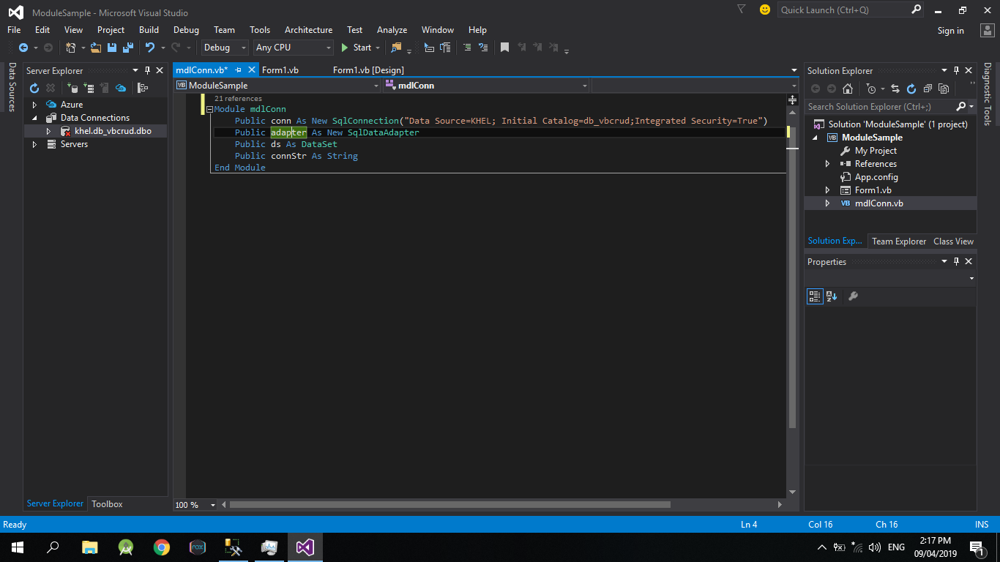 ModuleSample - Microsoft Visual Studio
Quick Launch (Ctrl+Q)
File Edit View Project Build Debug Team Tools Architecture Test Analyze Window Help
Sign in
Debug Any CPU Start
Data Sources
Server Explorer
Azure
Data Connections
khel.db_vbcrud.dbo
Servers
Server Explorer Toolbox
mdlConn.vb* Form1.vb Form1.vb [Design]
VB ModuleSample mdlConn
21 references
Module mdlConn
Public conn As New SqlConnection("Data Source=KHEL; Initial Catalog=db_vbcrud;Integrated Security=True")
Public adapter As New SqlDataAdapter
Public ds As DataSet
Public connStr As String
End Module
100 %
Solution Explorer
Search Solution Explorer (Ctrl+;)
Solution 'ModuleSample' (1 project)
VB ModuleSample
My Project
References
App.config
Form1.vb
VB mdlConn.vb
Solution Exp... Team Explorer Class View
Properties
Diagnostic Tools
Ready Ln 4 Col 16 Ch 16 INS
nox
ENG
2:17 PM
09/04/2019
1